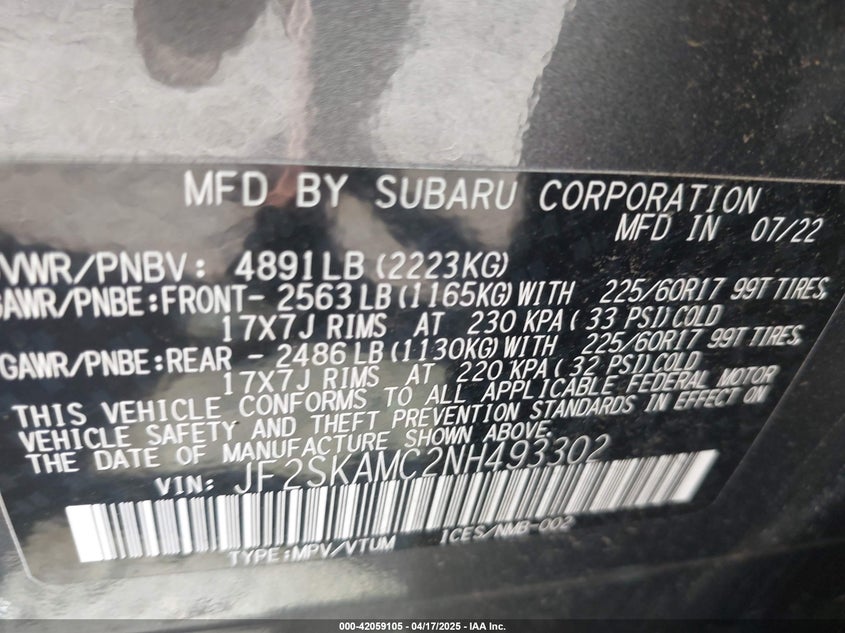 MFD BY SUBARU CORPORATION
MFD IN 07/22
VWR/PNBV: 4891LB (2223KG)
GAWR/PNBE:FRONT- 2563 LB (1165KG) WITH 225/60R17 99T TIRES,
17X7J RIMS AT 230 KPA ( 33 PSI) COLD
GAWR/PNBE:REAR - 2486 LB (1130KG) WITH 225/60R17 99T TIRES,
17X7J RIMS AT 220 KPA ( 32 PSI) COLD
THIS VEHICLE CONFORMS TO ALL APPLICABLE FEDERAL MOTOR
VEHICLE SAFETY AND THEFT PREVENTION STANDARDS IN EFFECT ON
THE DATE OF MANUFACTURE SHOWN ABOVE.
VIN: JF2SKAMC2NH493302
TYPE:MPV/VTUM ICES/NMB-002
000-42059105 - 04/17/2025 - IAA Inc.